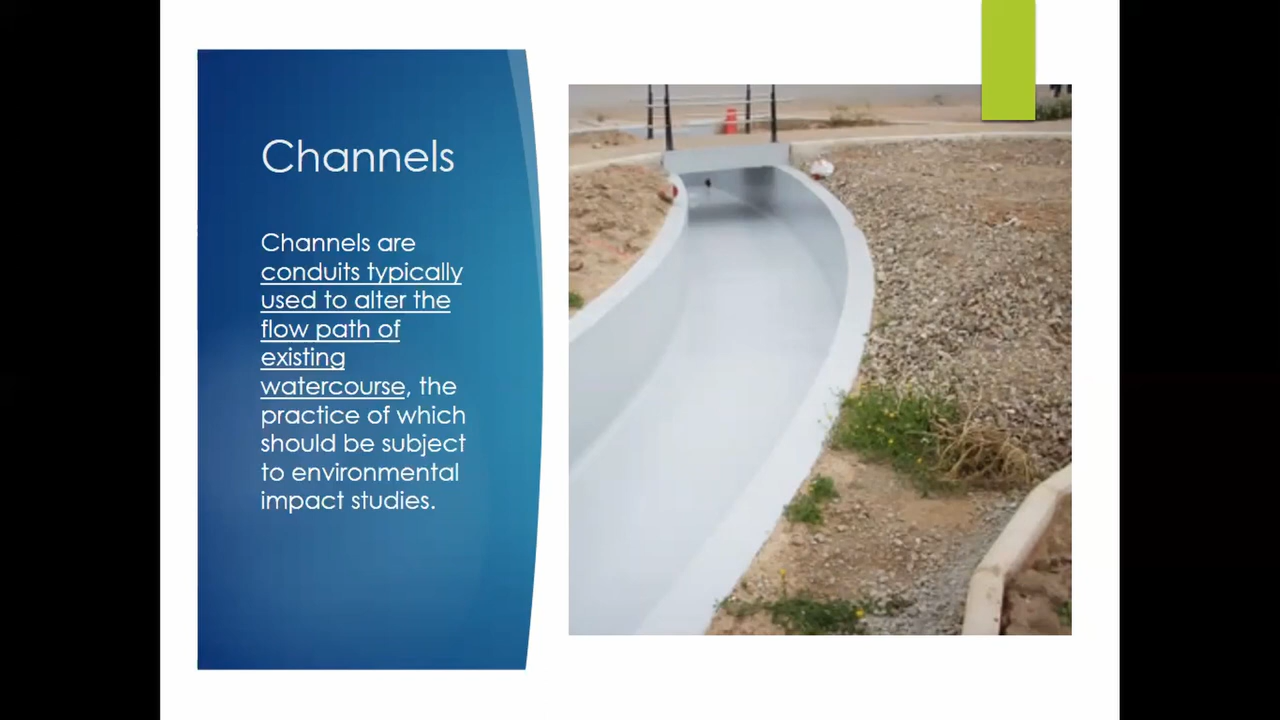 Channels
Channels are
conduits typically
used to alter the
flow path of
existing
watercourse, the
practice of which
should be subject
to environmental
impact studies.